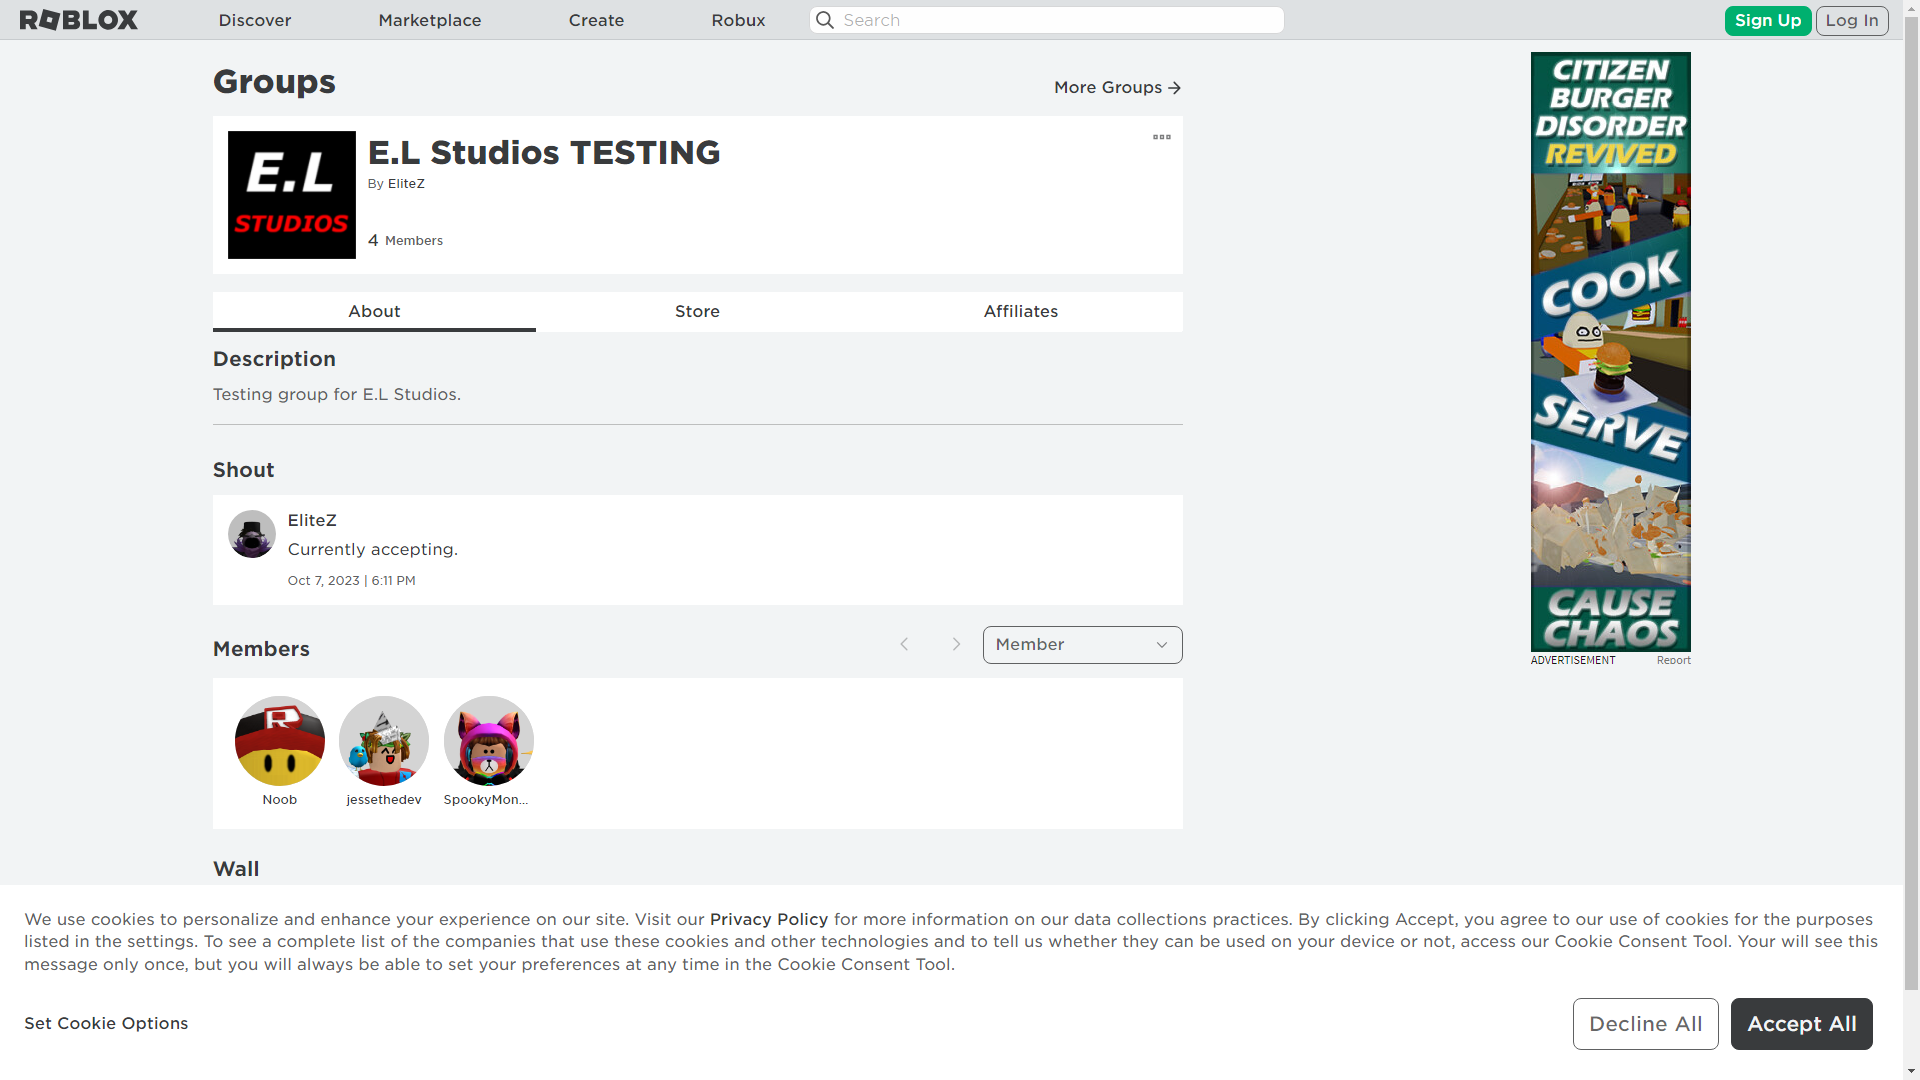 ROBLOX Discover Marketplace Create Robux Search Sign Up Log In
Groups
More Groups
E.L
STUDIOS
E.L Studios TESTING
By EliteZ
4 Members
About Store Affiliates
Description
Testing group for E.L Studios.
Shout
EliteZ
Currently accepting.
Oct 7, 2023 | 6:11 PM
Members
Member
Noob jessethedev SpookyMon...
Wall
CITIZEN
BURGER
DISORDER
REVIVED
COOK
SERVE
CAUSE
CHAOS
ADVERTISEMENT Report
We use cookies to personalize and enhance your experience on our site. Visit our Privacy Policy for more information on our data collections practices. By clicking Accept, you agree to our use of cookies for the purposes
listed in the settings. To see a complete list of the companies that use these cookies and other technologies and to tell us whether they can be used on your device or not, access our Cookie Consent Tool. Your will see this
message only once, but you will always be able to set your preferences at any time in the Cookie Consent Tool.
Set Cookie Options
Decline All
Accept All